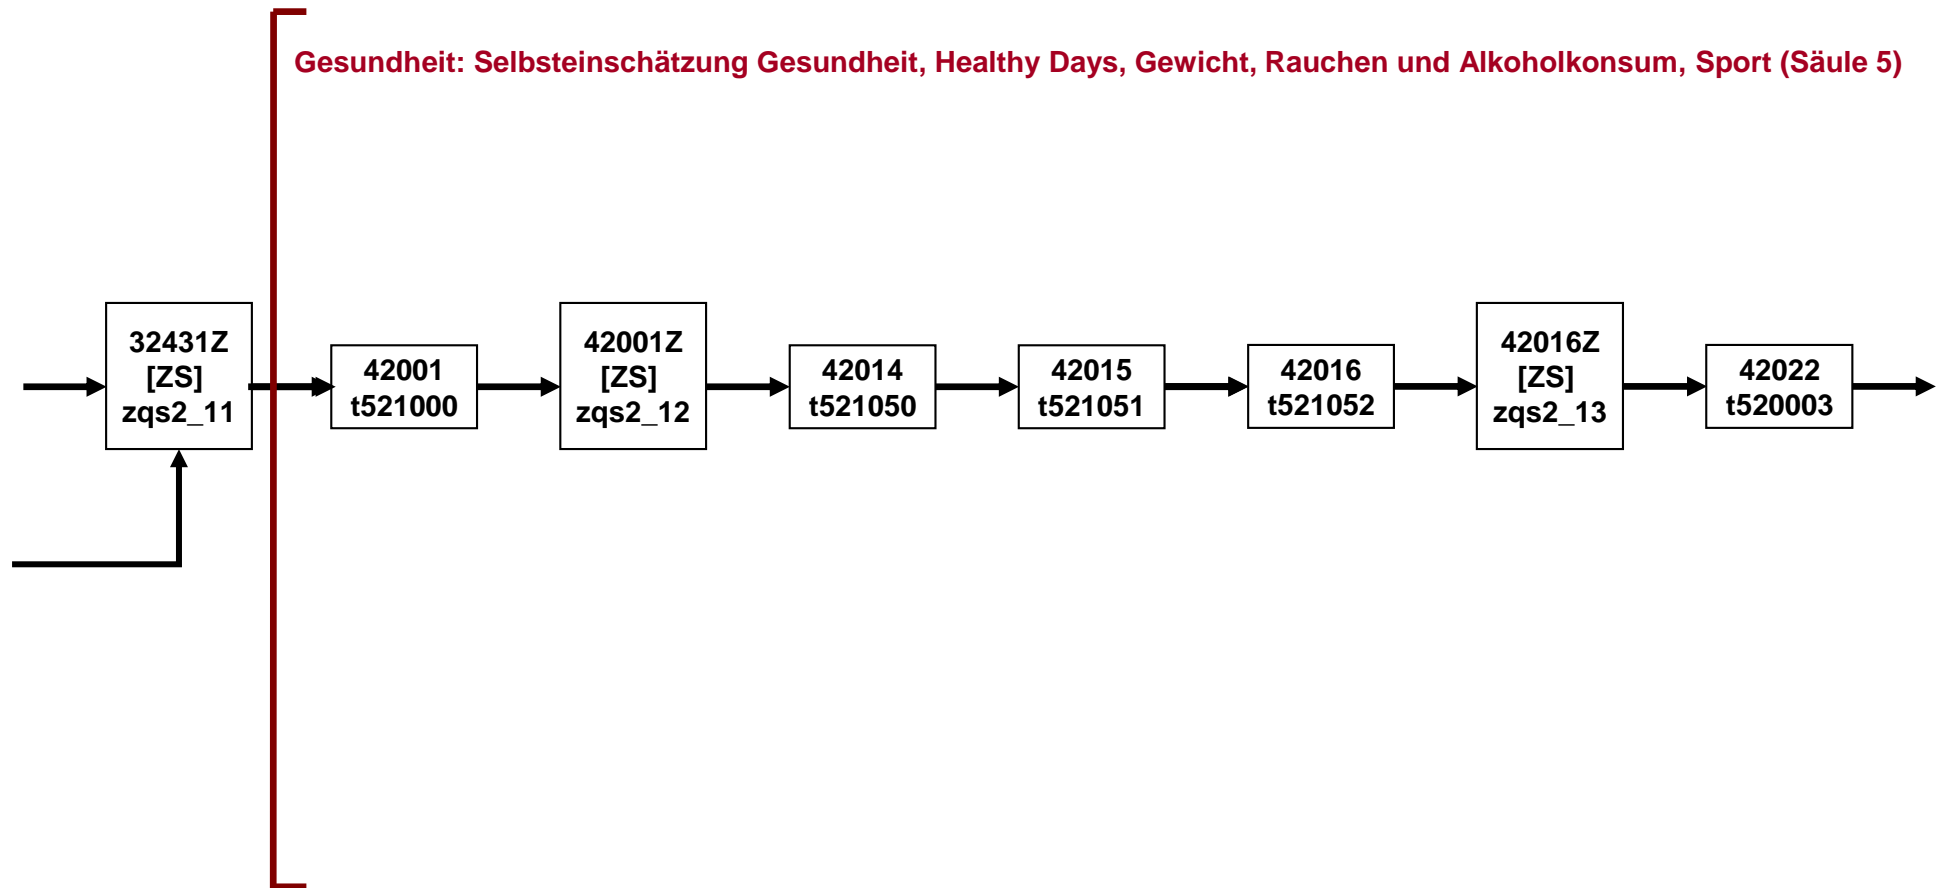 Gesundheit: Selbsteinschätzung Gesundheit, Healthy Days, Gewicht, Rauchen und Alkoholkonsum, Sport (Säule 5)
32431Z
[ZS]
zqs2_11
42001
t521000
42001Z
[ZS]
zqs2_12
42014
t521050
42015
t521051
42016
t521052
42016Z
[ZS]
zqs2_13
42022
t520003